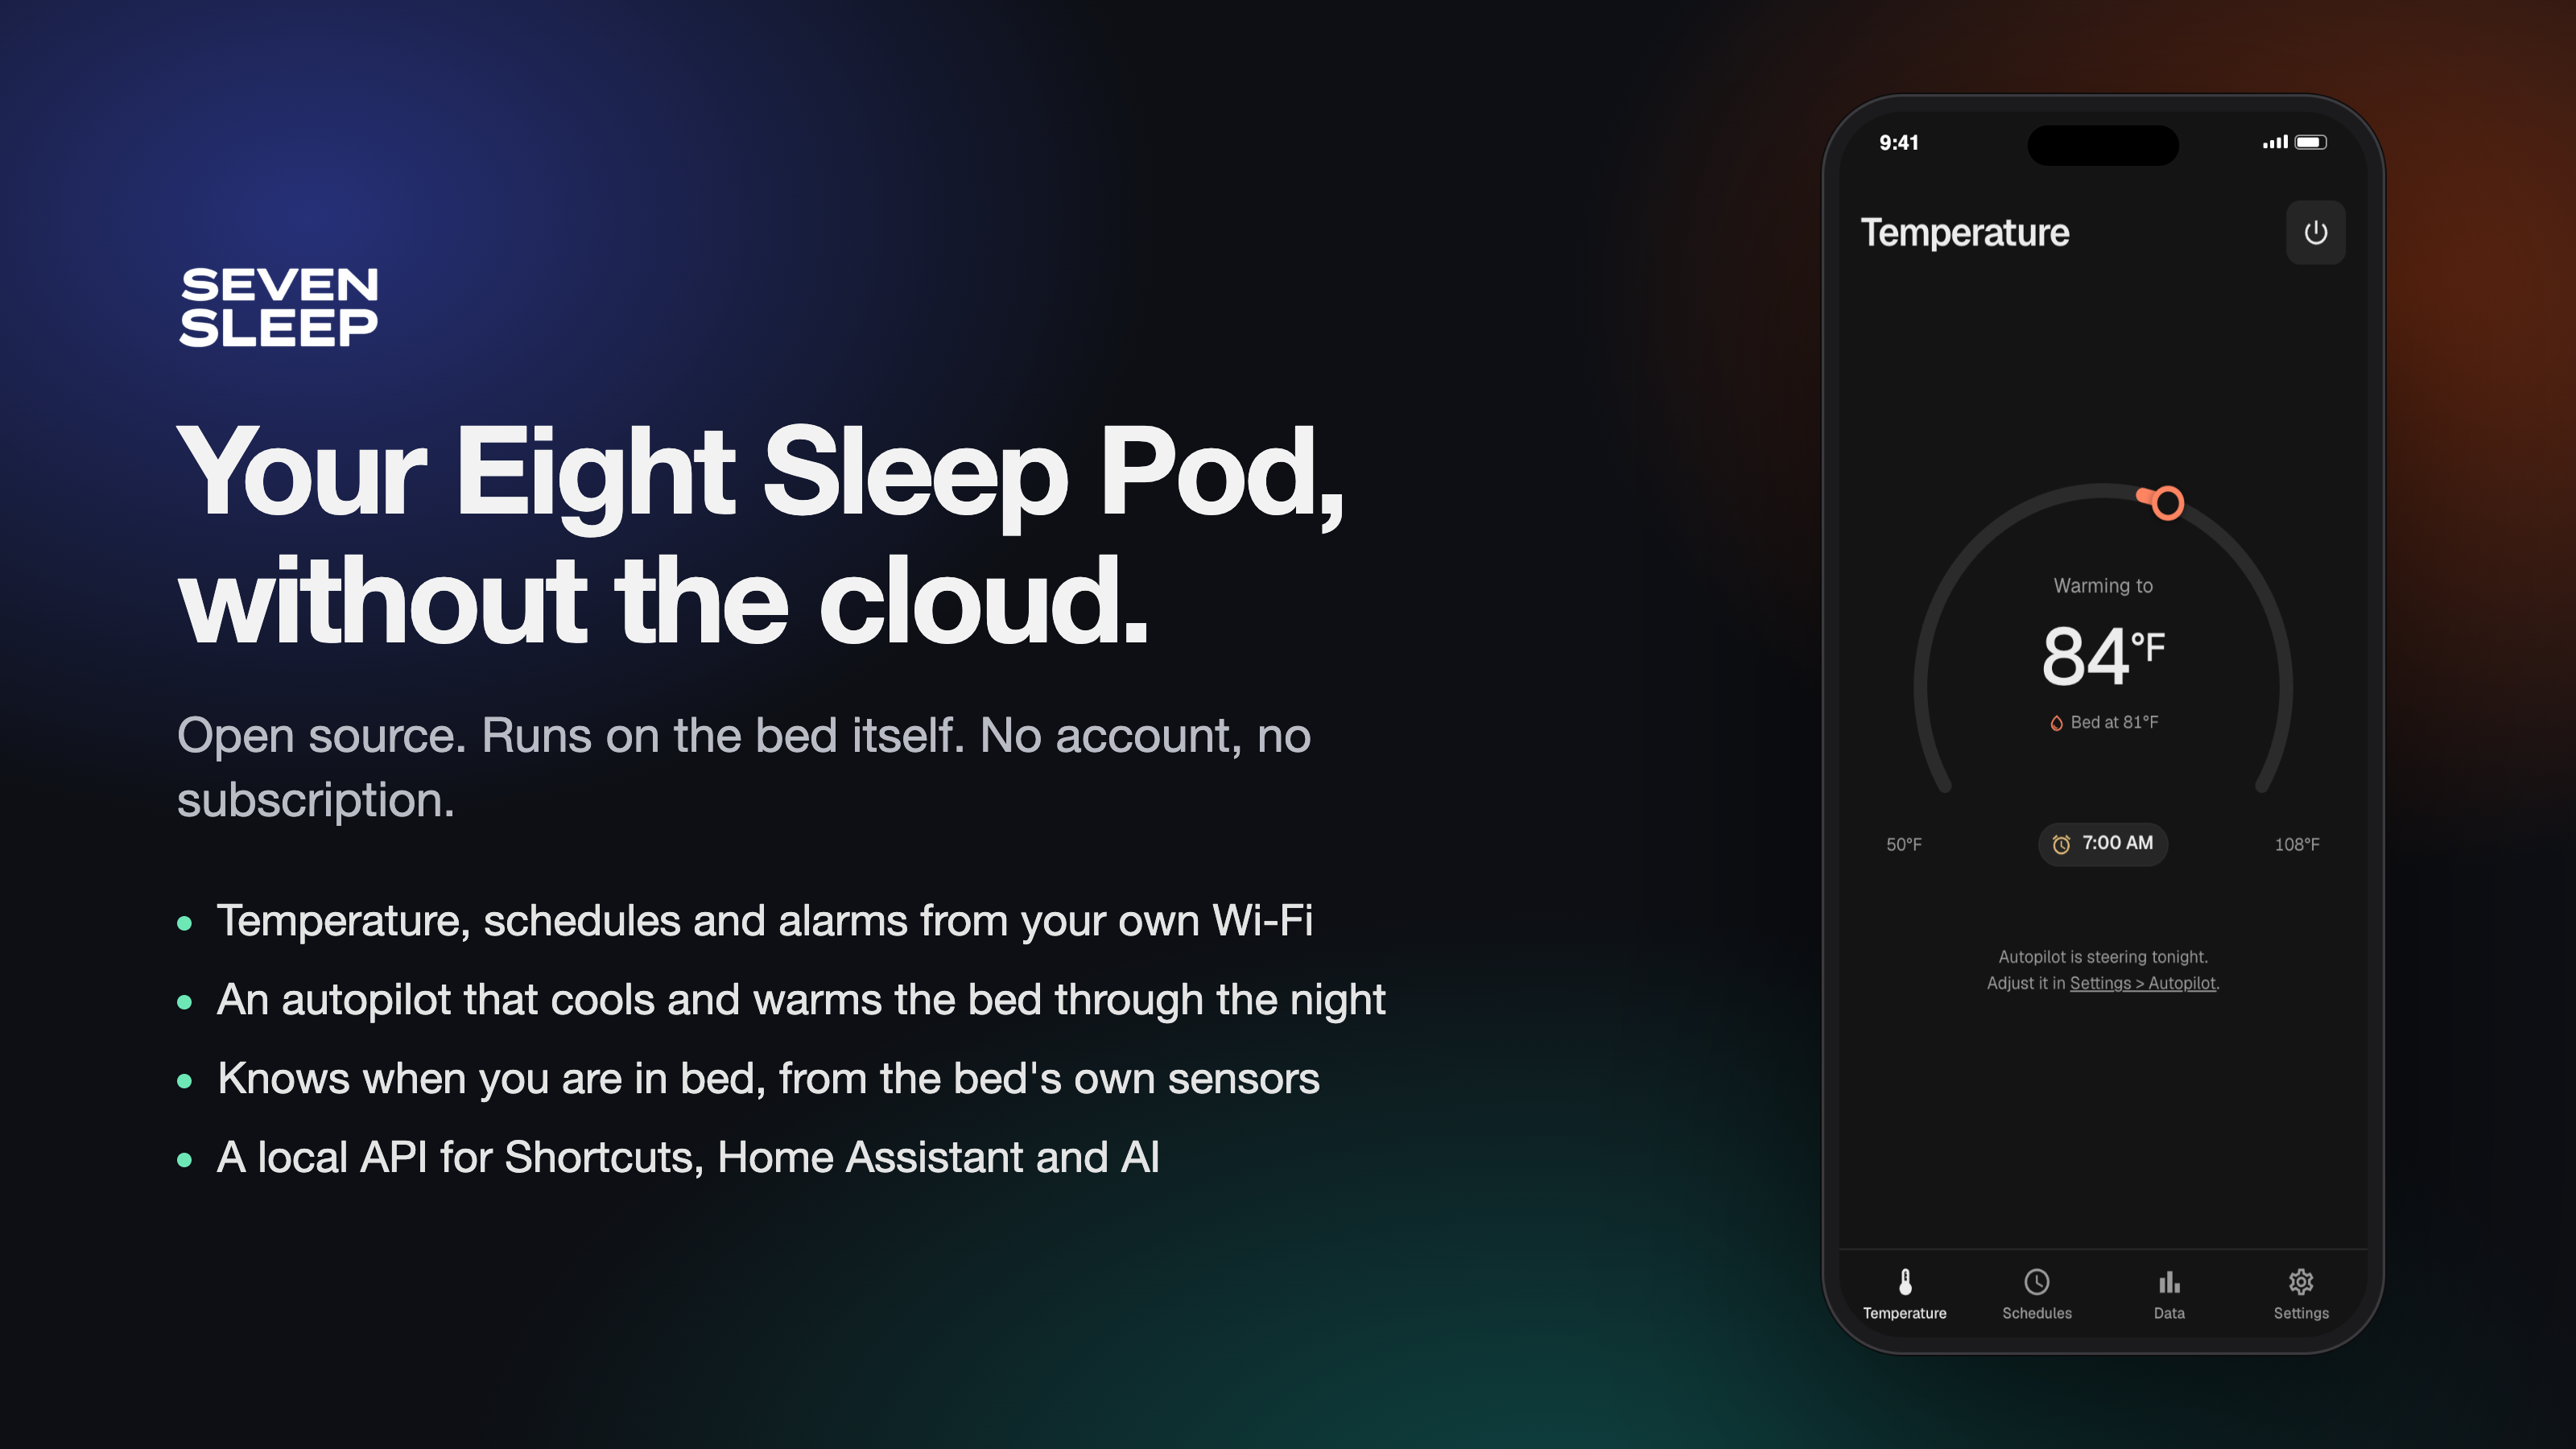 SEVEN
SLEEP
Your Eight Sleep Pod,
without the cloud.
Open source. Runs on the bed itself. No account, no
subscription.
Temperature, schedules and alarms from your own Wi-Fi
An autopilot that cools and warms the bed through the night
Knows when you are in bed, from the bed's own sensors
A local API for Shortcuts, Home Assistant and AI
9:41
Temperature
Warming to
84°F
Bed at 81°F
50°F
7:00 AM
108°F
Autopilot is steering tonight.
Adjust it in Settings > Autopilot.
Temperature
Schedules
Data
Settings